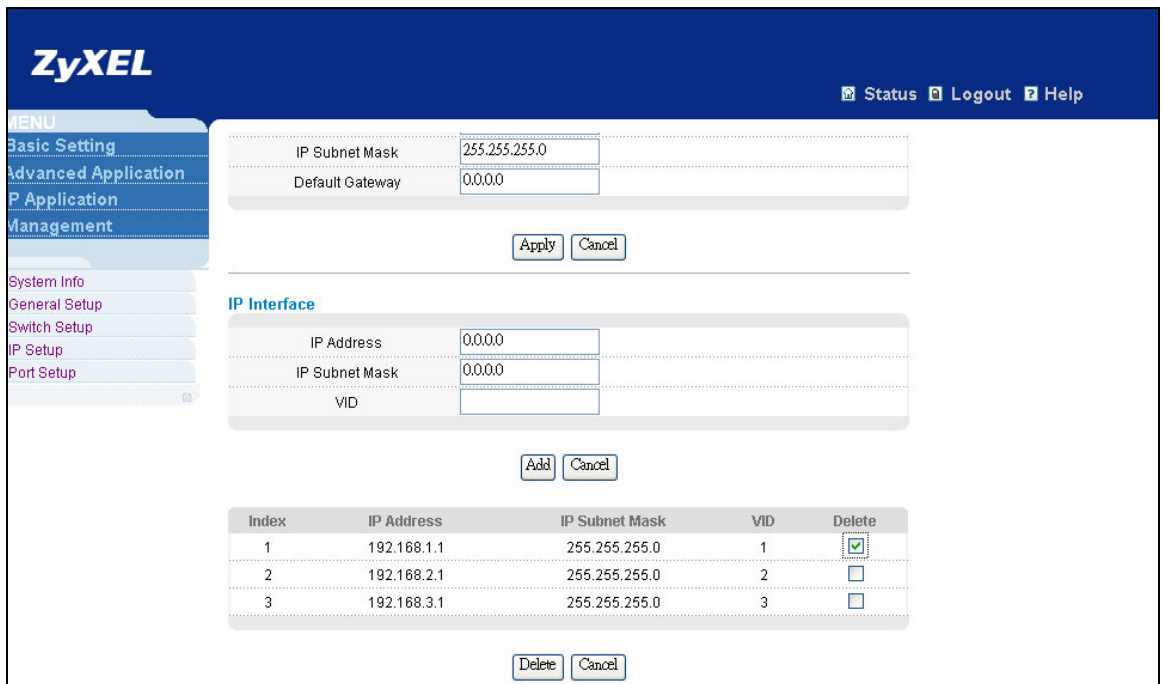 ZyXEL
Status Logout Help
MENU
Basic Setting
Advanced Application
IP Application
Management
System Info
General Setup
Switch Setup
IP Setup
Port Setup
IP Subnet Mask 255.255.255.0
Default Gateway 0.0.0.0
Apply Cancel
IP Interface
IP Address 0.0.0.0
IP Subnet Mask 0.0.0.0
VID
Add Cancel
Index IP Address IP Subnet Mask VID Delete
1 192.168.1.1 255.255.255.0 1
2 192.168.2.1 255.255.255.0 2
3 192.168.3.1 255.255.255.0 3
Delete Cancel